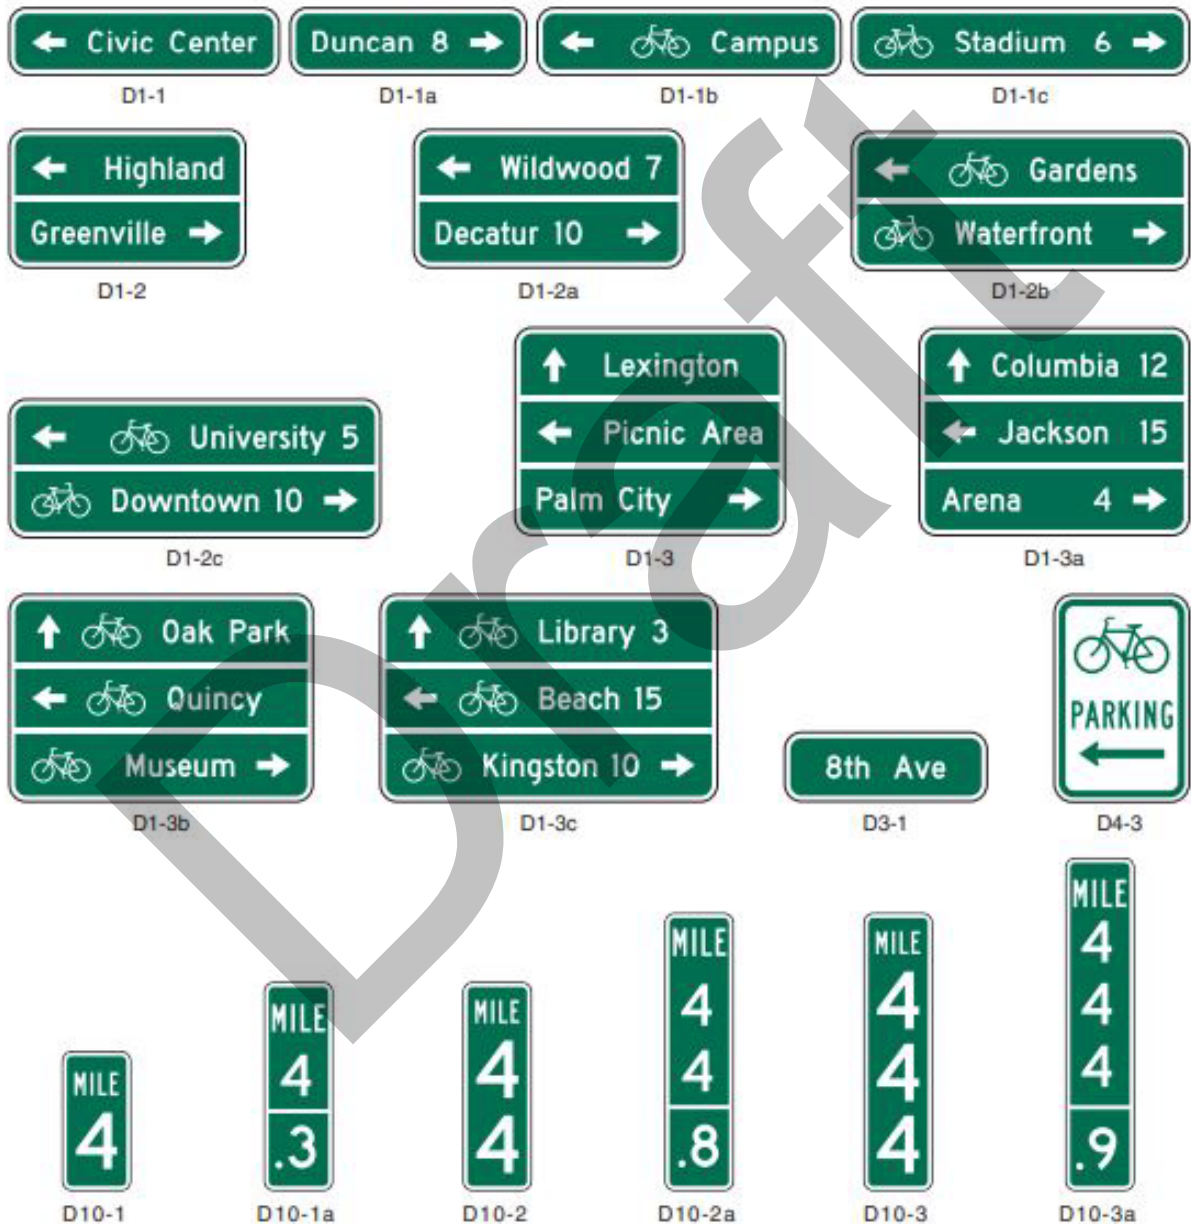 Civic Center
Duncan 8
Campus
Stadium 6
D1-1
D1-1a
D1-1b
D1-1c
Highland
Greenville
D1-2
Wildwood 7
Decatur 10
D1-2a
Gardens
Waterfront
D1-2b
University 5
Downtown 10
D1-2c
Lexington
Picnic Area
Palm City
D1-3
Columbia 12
Jackson 15
Arena 4
D1-3a
Oak Park
Quincy
Museum
D1-3b
Library 3
Beach 15
Kingston 10
D1-3c
8th Ave
D3-1
PARKING
D4-3
MILE
4
D10-1
MILE
4
.3
D10-1a
MILE
4
4
D10-2
MILE
4
4
.8
D10-2a
MILE
4
4
4
D10-3
MILE
4
4
4
.9
D10-3a
Draft